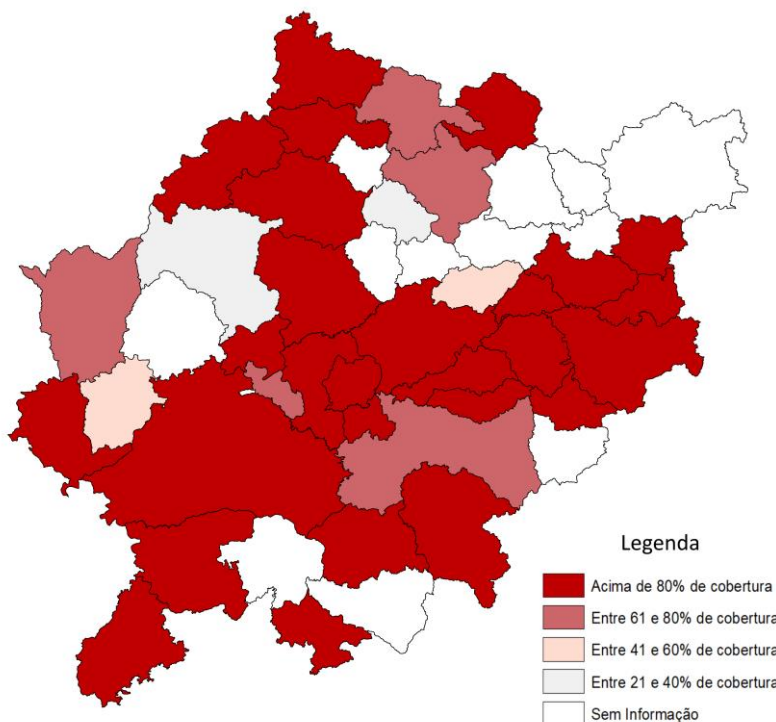 Legenda
Acima de 80% de cobertura
Entre 61 e 80% de cobertura
Entre 41 e 60% de cobertura
Entre 21 e 40% de cobertura
Sem Informação